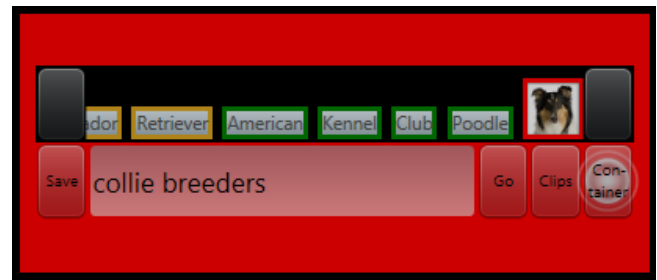 ador Retriever American Kennel Club Poodle
Save collie breeders Go Clips Con-
tainer